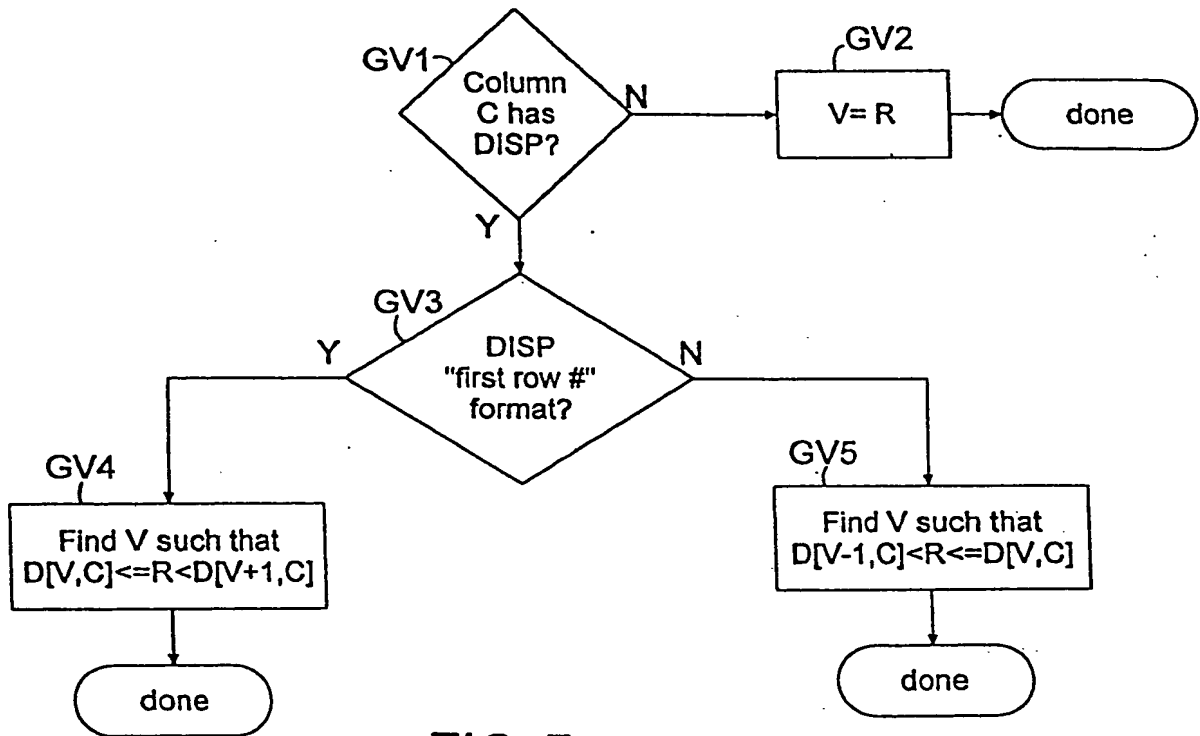 GV1
Column
C has
DISP?
N
GV2
V= R
done
Y
GV3
DISP
"first row #"
format?
Y
N
GV4
Find V such that
D[V,C]<=R<D[V+1,C]
done
GV5
Find V such that
D[V-1,C]<R<=D[V,C]
done